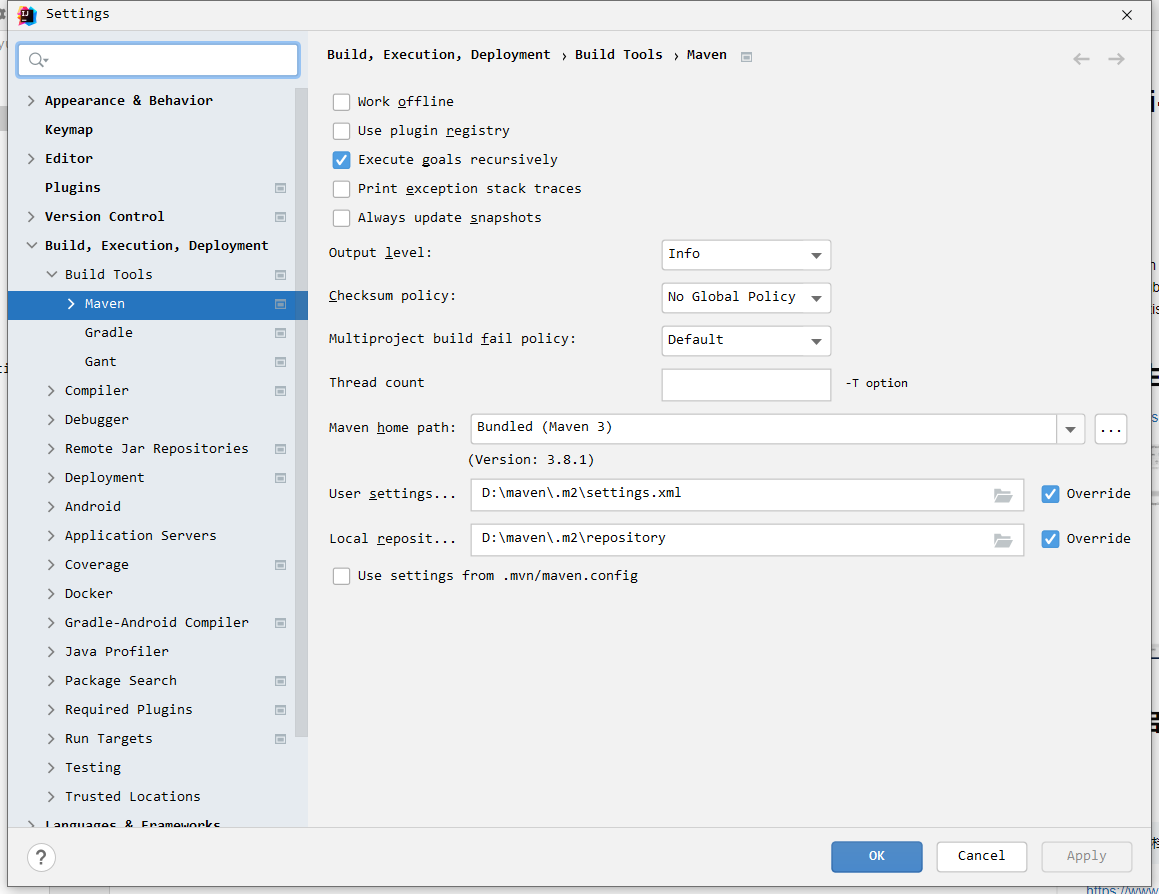 Settings
Build, Execution, Deployment › Build Tools › Maven
Appearance & Behavior
Keymap
Editor
Plugins
Version Control
Build, Execution, Deployment
Build Tools
Maven
Gradle
Gant
Compiler
Debugger
Remote Jar Repositories
Deployment
Android
Application Servers
Coverage
Docker
Gradle-Android Compiler
Java Profiler
Package Search
Required Plugins
Run Targets
Testing
Trusted Locations
Languages & Frameworks
Work offline
Use plugin registry
Execute goals recursively
Print exception stack traces
Always update snapshots
Output level: Info
Checksum policy: No Global Policy
Multiproject build fail policy: Default
Thread count -T option
Maven home path: Bundled (Maven 3) ...
(Version: 3.8.1)
User settings... D:\maven\.m2\settings.xml Override
Local reposit... D:\maven\.m2\repository Override
Use settings from .mvn/maven.config
? OK Cancel Apply
https://www